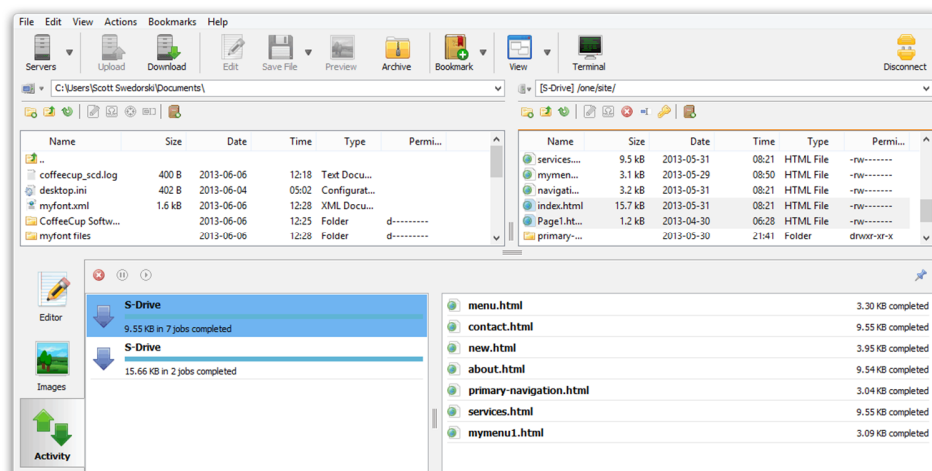 File Edit View Actions Bookmarks Help
Servers Upload Download Edit Save File Preview Archive Bookmark View Terminal Disconnect
C:\Users\Scott Swedorski\Documents\
[S-Drive] /one/site/
Name Size Date Time Type Permi...
..
coffeecup_scd.log 400 B 2013-06-06 12:18 Text Docu...
desktop.ini 402 B 2013-06-04 05:02 Configurat...
myfont.xml 1.6 kB 2013-06-06 12:28 XML Docu...
CoffeeCup Softw... 2013-06-06 12:25 Folder d---------
myfont files 2013-06-06 12:28 Folder d---------
Name Size Date Time Type Permi...
services.... 9.5 kB 2013-05-31 08:21 HTML File -rw-------
mymen... 3.1 kB 2013-05-29 08:50 HTML File -rw-------
navigati... 3.2 kB 2013-05-31 08:21 HTML File -rw-------
index.html 15.7 kB 2013-05-31 08:21 HTML File -rw-------
Page1.ht... 1.2 kB 2013-04-30 06:28 HTML File -rw-------
primary-... 2013-05-30 21:41 Folder drwxr-xr-x
Editor
Images
Activity
S-Drive
9.55 KB in 7 jobs completed
S-Drive
15.66 KB in 2 jobs completed
menu.html 3.30 KB completed
contact.html 9.55 KB completed
new.html 3.95 KB completed
about.html 9.54 KB completed
primary-navigation.html 3.04 KB completed
services.html 9.55 KB completed
mymenu1.html 3.09 KB completed